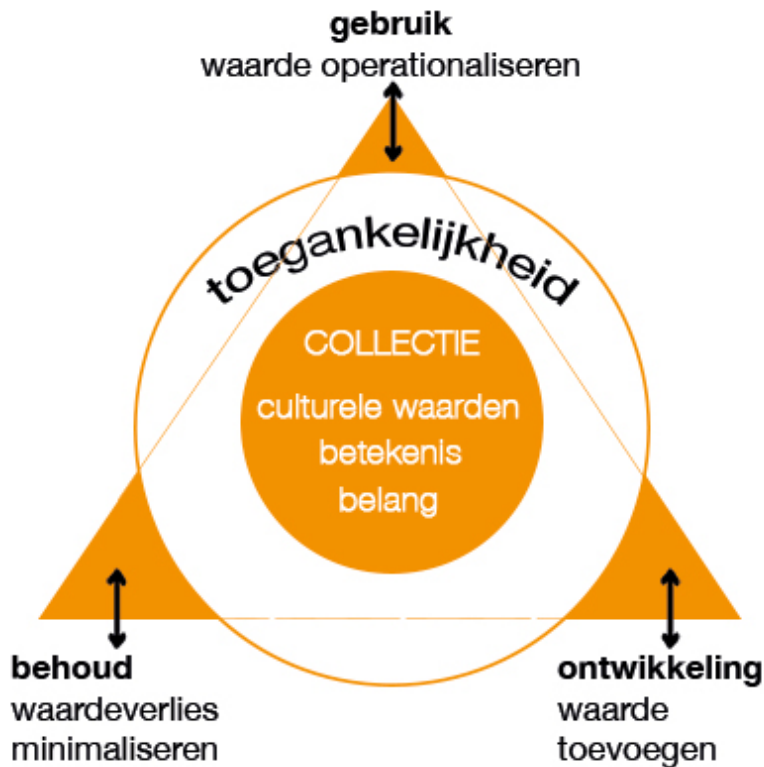 gebruik
waarde operationaliseren
toegankelijkheid
COLLECTIE
culturele waarden
betekenis
belang
behoud
waardeverlies
minimaliseren
ontwikkeling
waarde
toevoegen